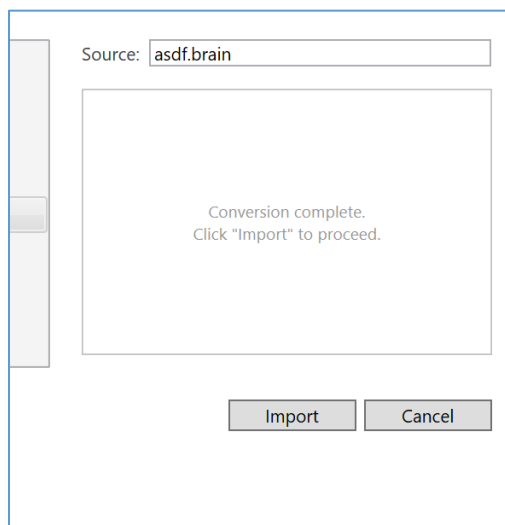 Source: asdf.brain
Conversion complete.
Click "Import" to proceed.
Import Cancel